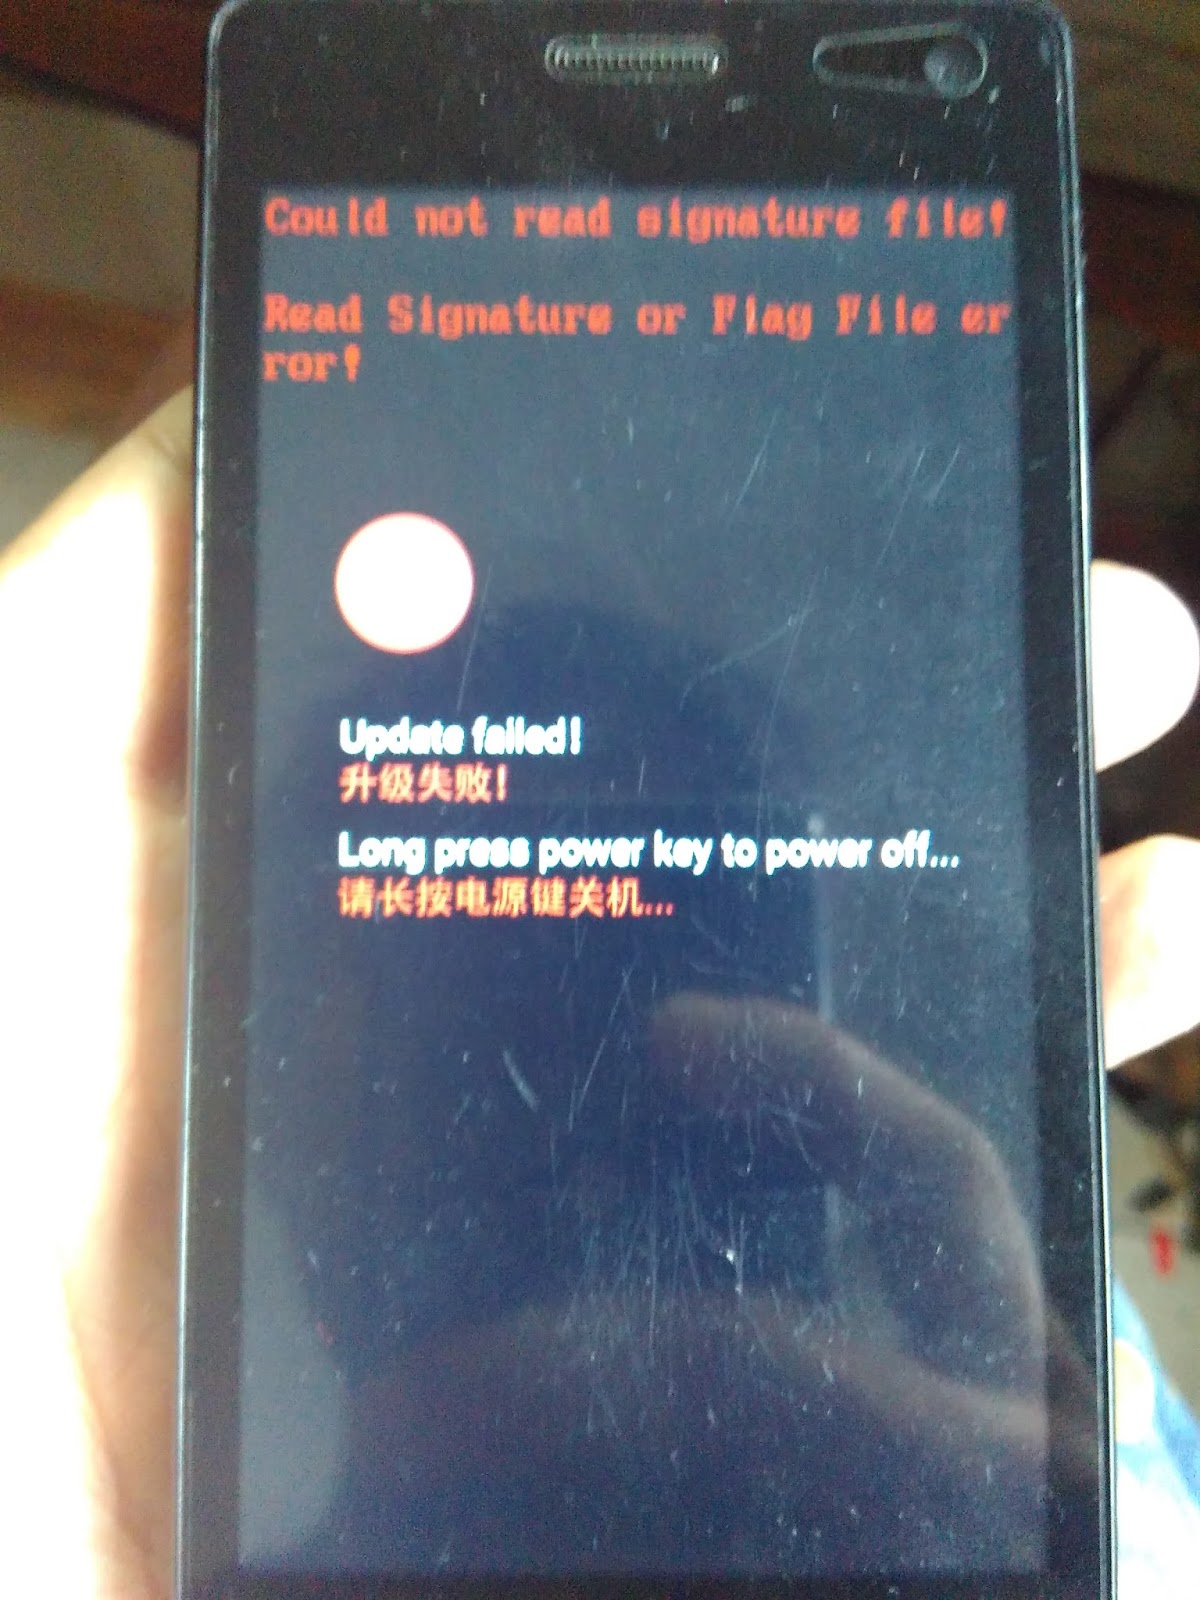 Could not read signature file!
Read Signature or Flag File er
ror!
Update failed!
升级失败!
Long press power key to power off...
请长按电源键关机...